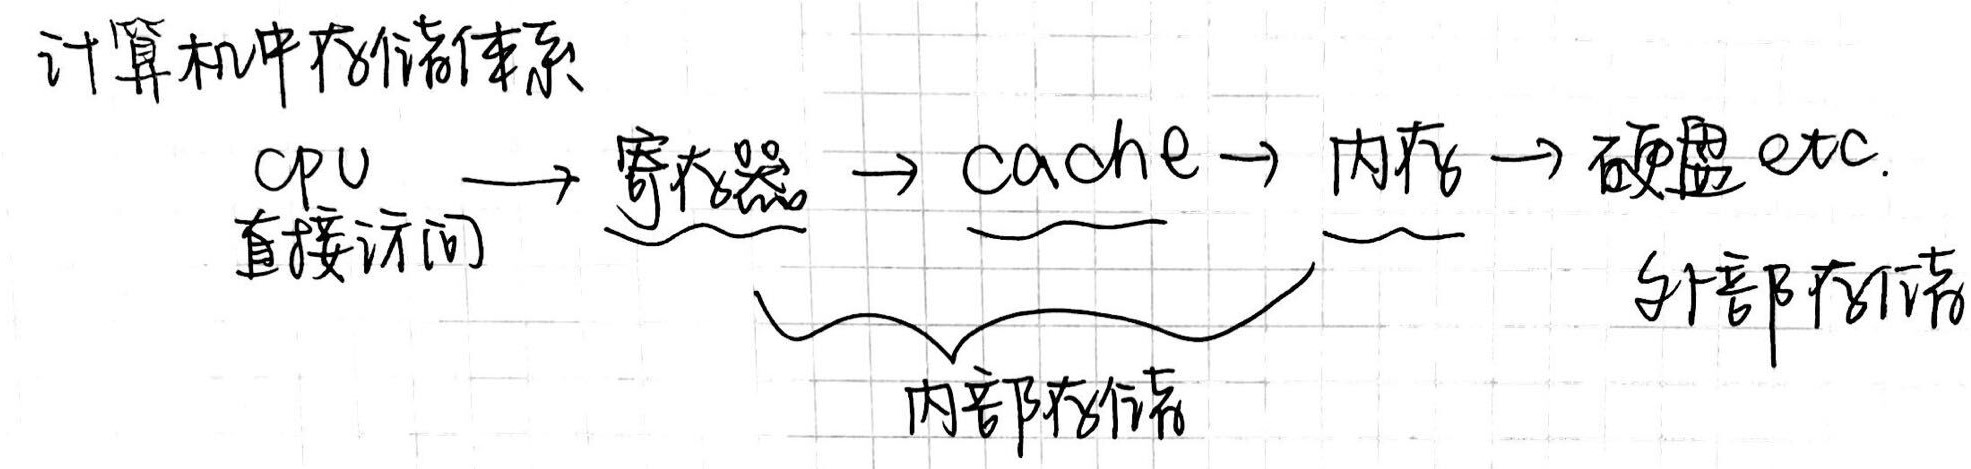 计算机中存储体系
CPU → 寄存器 → cache → 内存 → 硬盘 etc.
直接访问
外部存储
内部存储